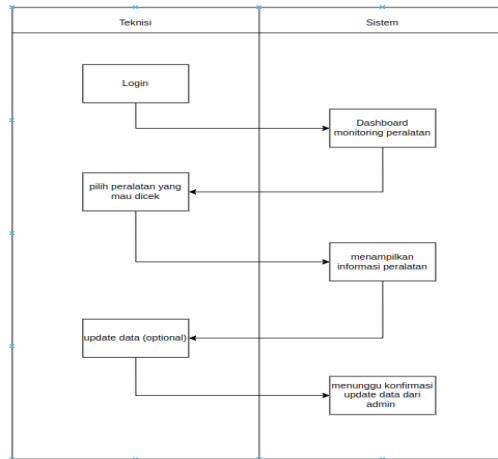 Teknisi
Sistem
Login
Dashboard
monitoring peralatan
pilih peralatan yang
mau dicek
menampilkan
informasi peralatan
update data (optional)
menunggu konfirmasi
update data dari
admin